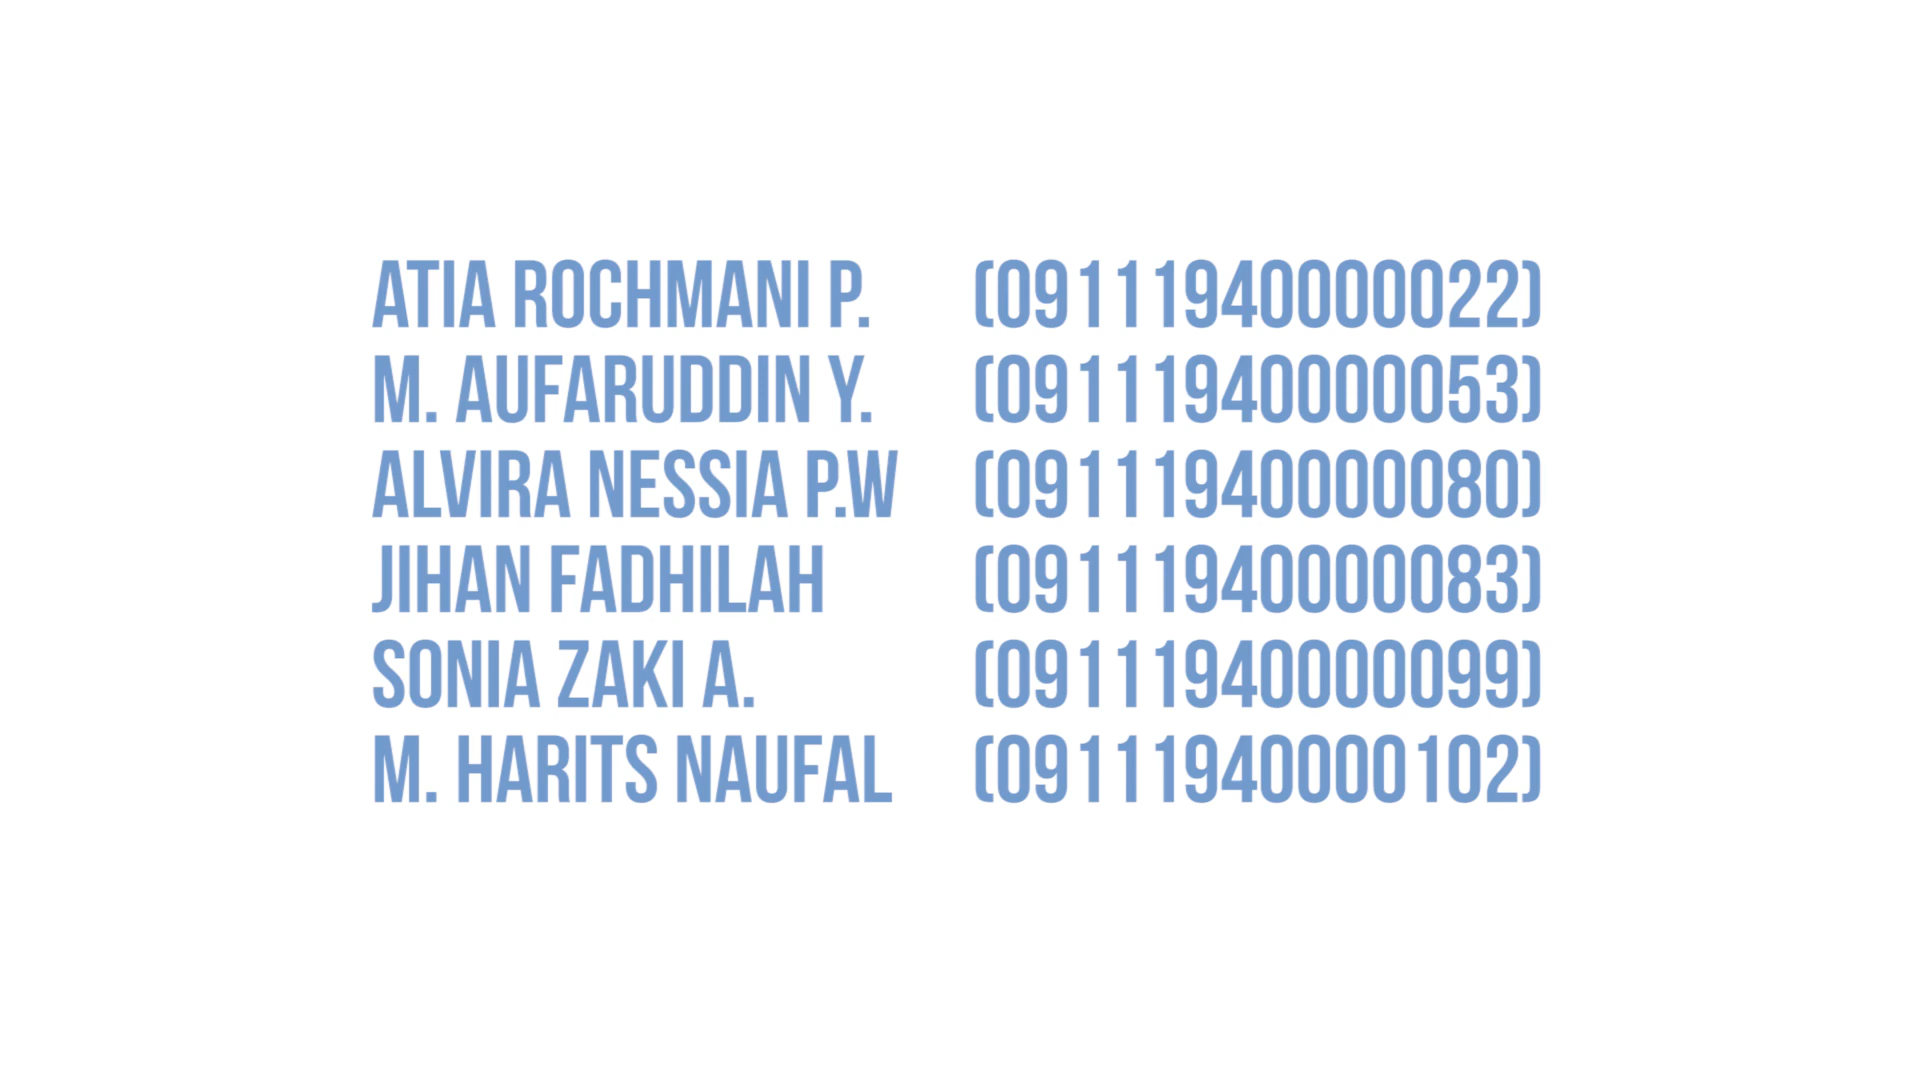 ATIA ROCHMANI P. (09111940000022)
M. AUFARUDDIN Y. (09111940000053)
ALVIRA NESSIA P.W (09111940000080)
JIHAN FADHILAH (09111940000083)
SONIA ZAKI A. (09111940000099)
M. HARITS NAUFAL (09111940000102)